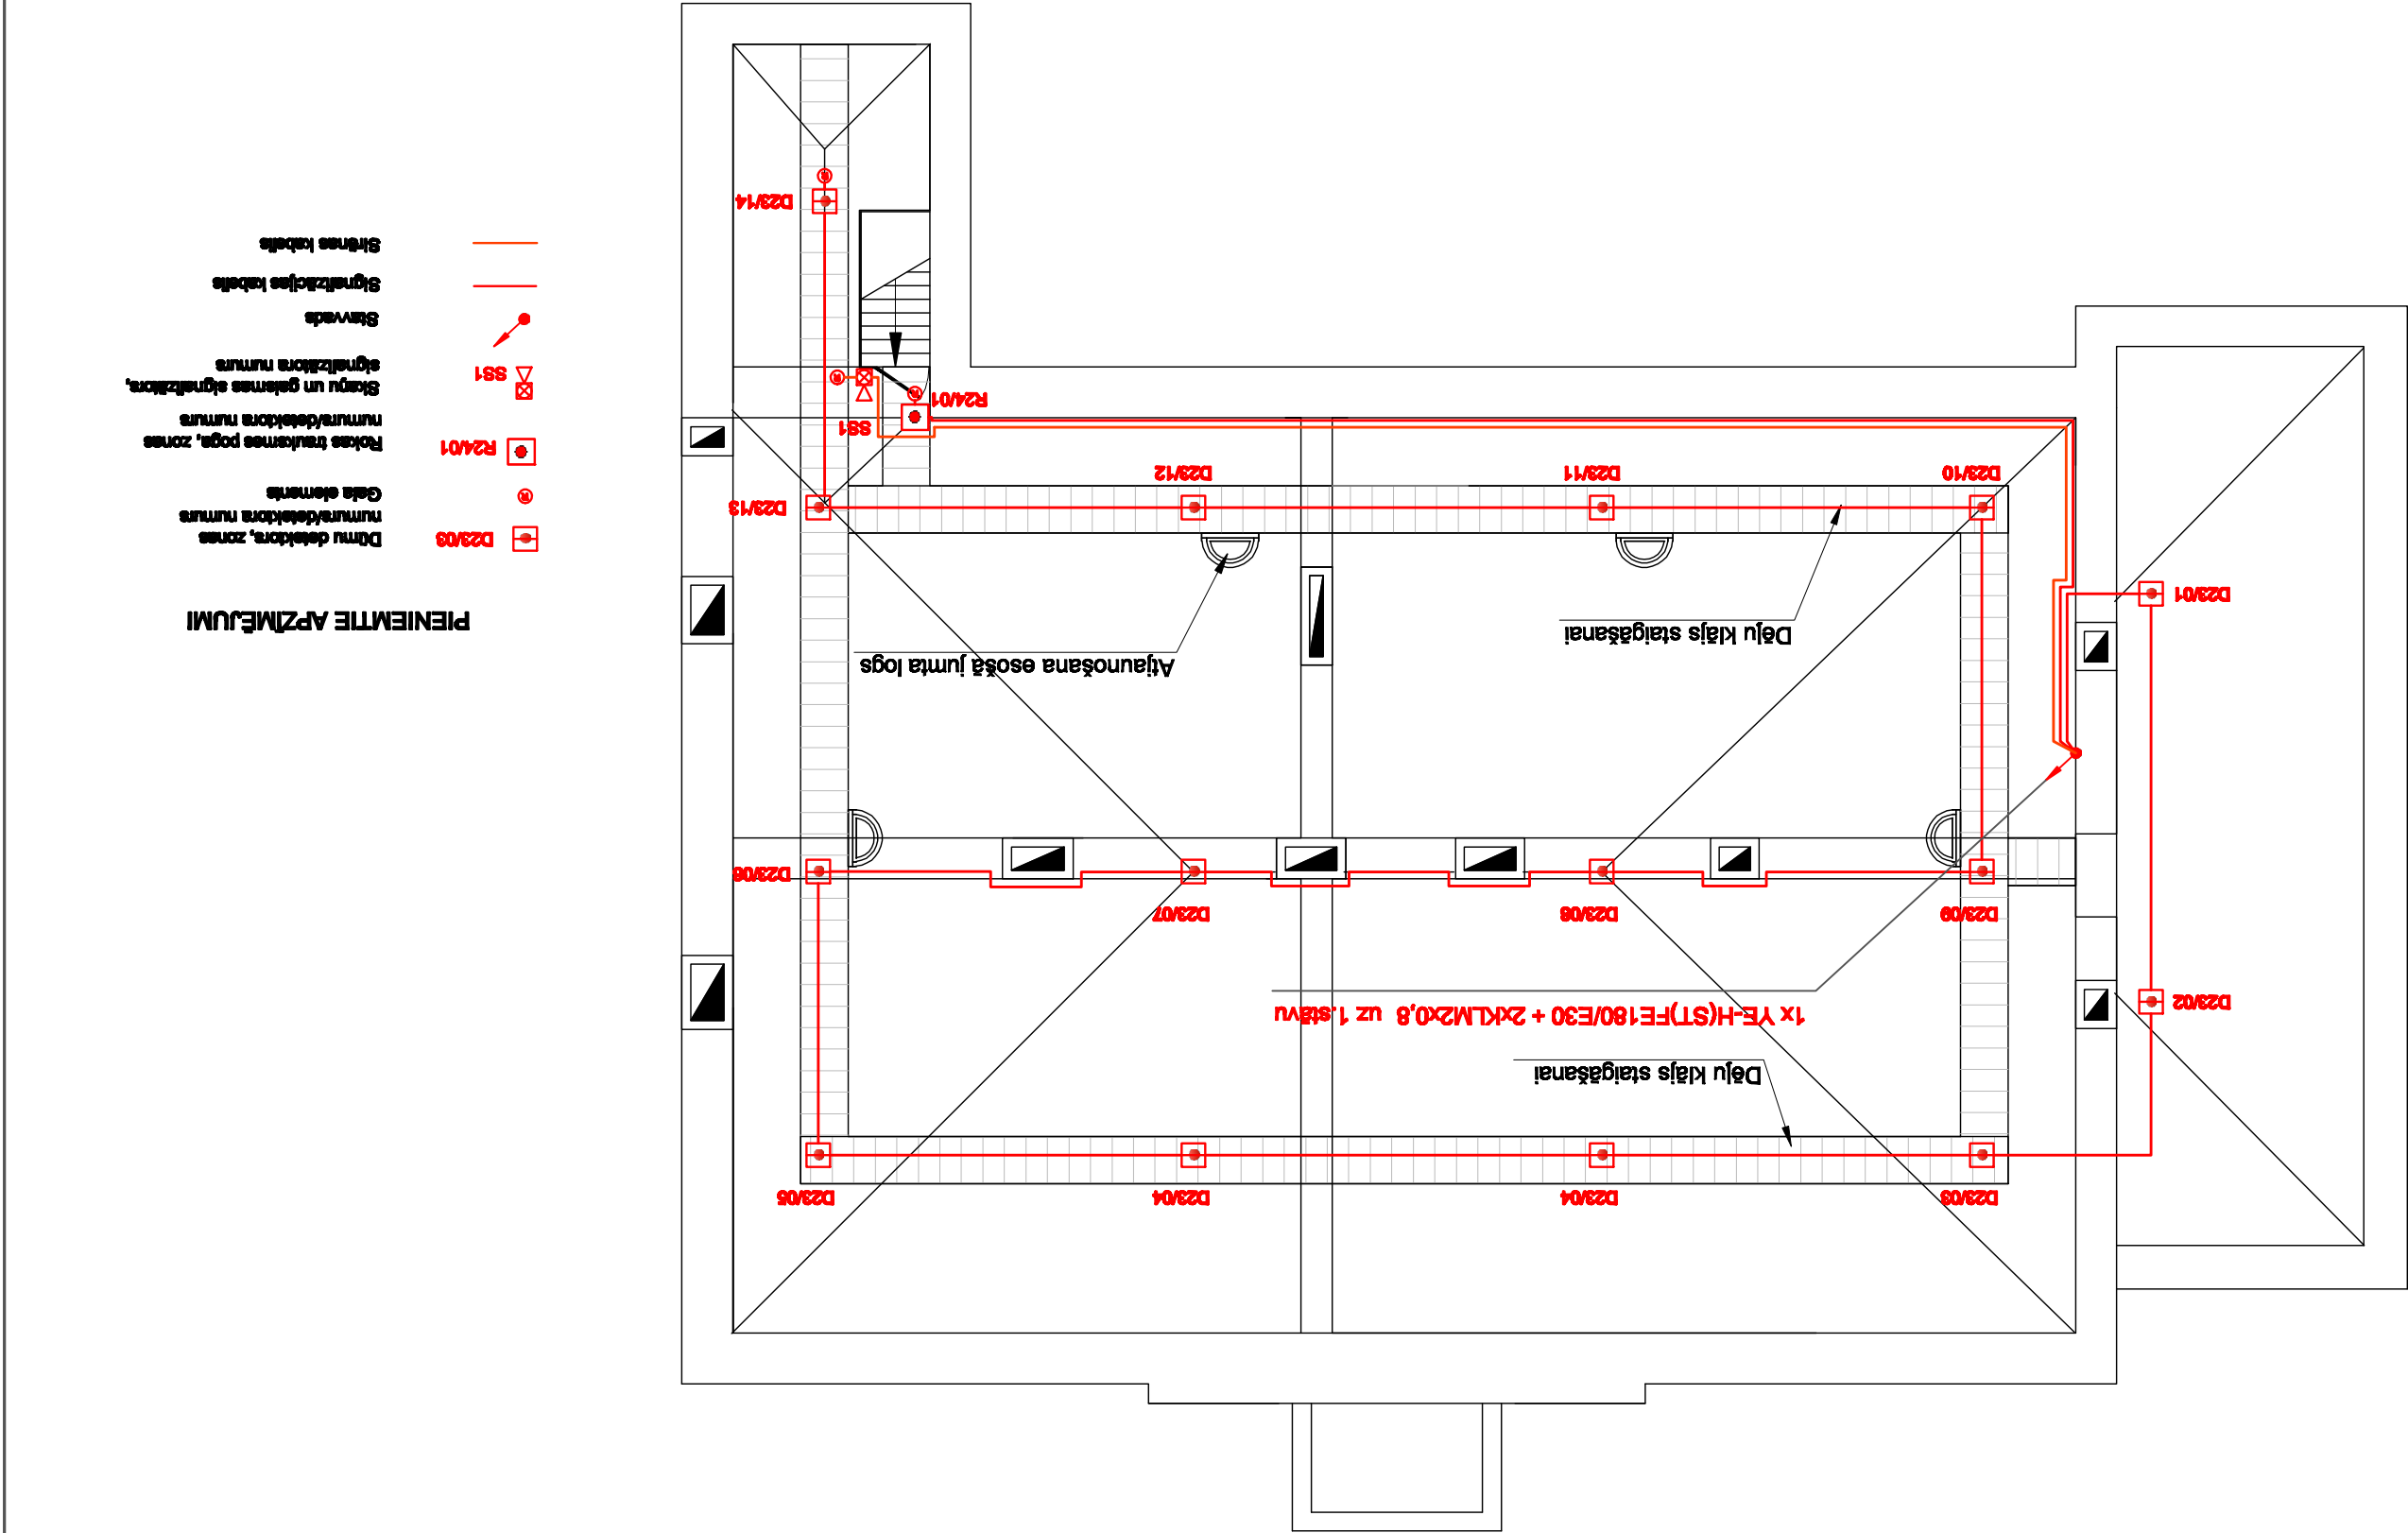 D23/03
D23/04
D23/04
D23/05
Dēļu klājs staigāšanai
1x YE-H(ST)FE180/E30 + 2xKLM2x0,8 uz 1.stāvu
D23/02
D23/09
D23/08
D23/07
D23/06
Atjaunošana esošā jumta logs
Dēļu klājs staigāšanai
D23/01
D23/10
D23/11
D23/12
D23/13
SS1
R24/01
D23/14
PIENIEMTIE APZĪMĒJUMI
D23/03
Dūmu detektors, zonas
numurs/detektora numurs
Gala elements
R24/01
Rokas trauksmes poga, zonas
numurs/detektora numurs
SS1
Skaņu un gaismas signalizātors,
signalizātora numurs
Stāvvads
Signalizācijas kabelis
Sirēnas kabelis